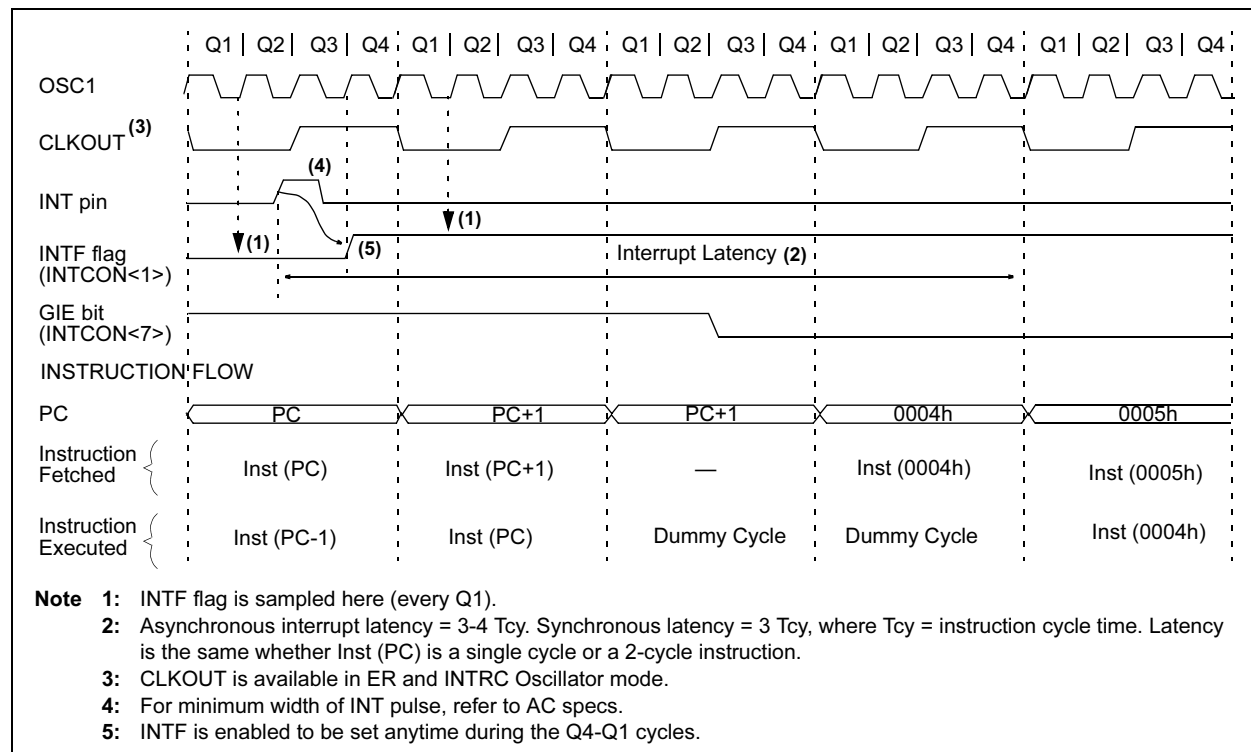 Q1 | Q2 | Q3 | Q4 Q1 | Q2 | Q3 | Q4 Q1 | Q2 | Q3 | Q4 Q1 | Q2 | Q3 | Q4 Q1 | Q2 | Q3 | Q4
OSC1
CLKOUT (3)
(4)
INT pin
(1)
(1)
(5)
INTF flag
(INTCON<1>)
Interrupt Latency (2)
GIE bit
(INTCON<7>)
INSTRUCTION FLOW
PC PC PC+1 PC+1 0004h 0005h
Instruction
Fetched
Inst (PC) Inst (PC+1) — Inst (0004h) Inst (0005h)
Instruction
Executed
Inst (PC-1) Inst (PC) Dummy Cycle Dummy Cycle Inst (0004h)
Note 1: INTF flag is sampled here (every Q1).
2: Asynchronous interrupt latency = 3-4 Tcy. Synchronous latency = 3 Tcy, where Tcy = instruction cycle time. Latency
is the same whether Inst (PC) is a single cycle or a 2-cycle instruction.
3: CLKOUT is available in ER and INTRC Oscillator mode.
4: For minimum width of INT pulse, refer to AC specs.
5: INTF is enabled to be set anytime during the Q4-Q1 cycles.